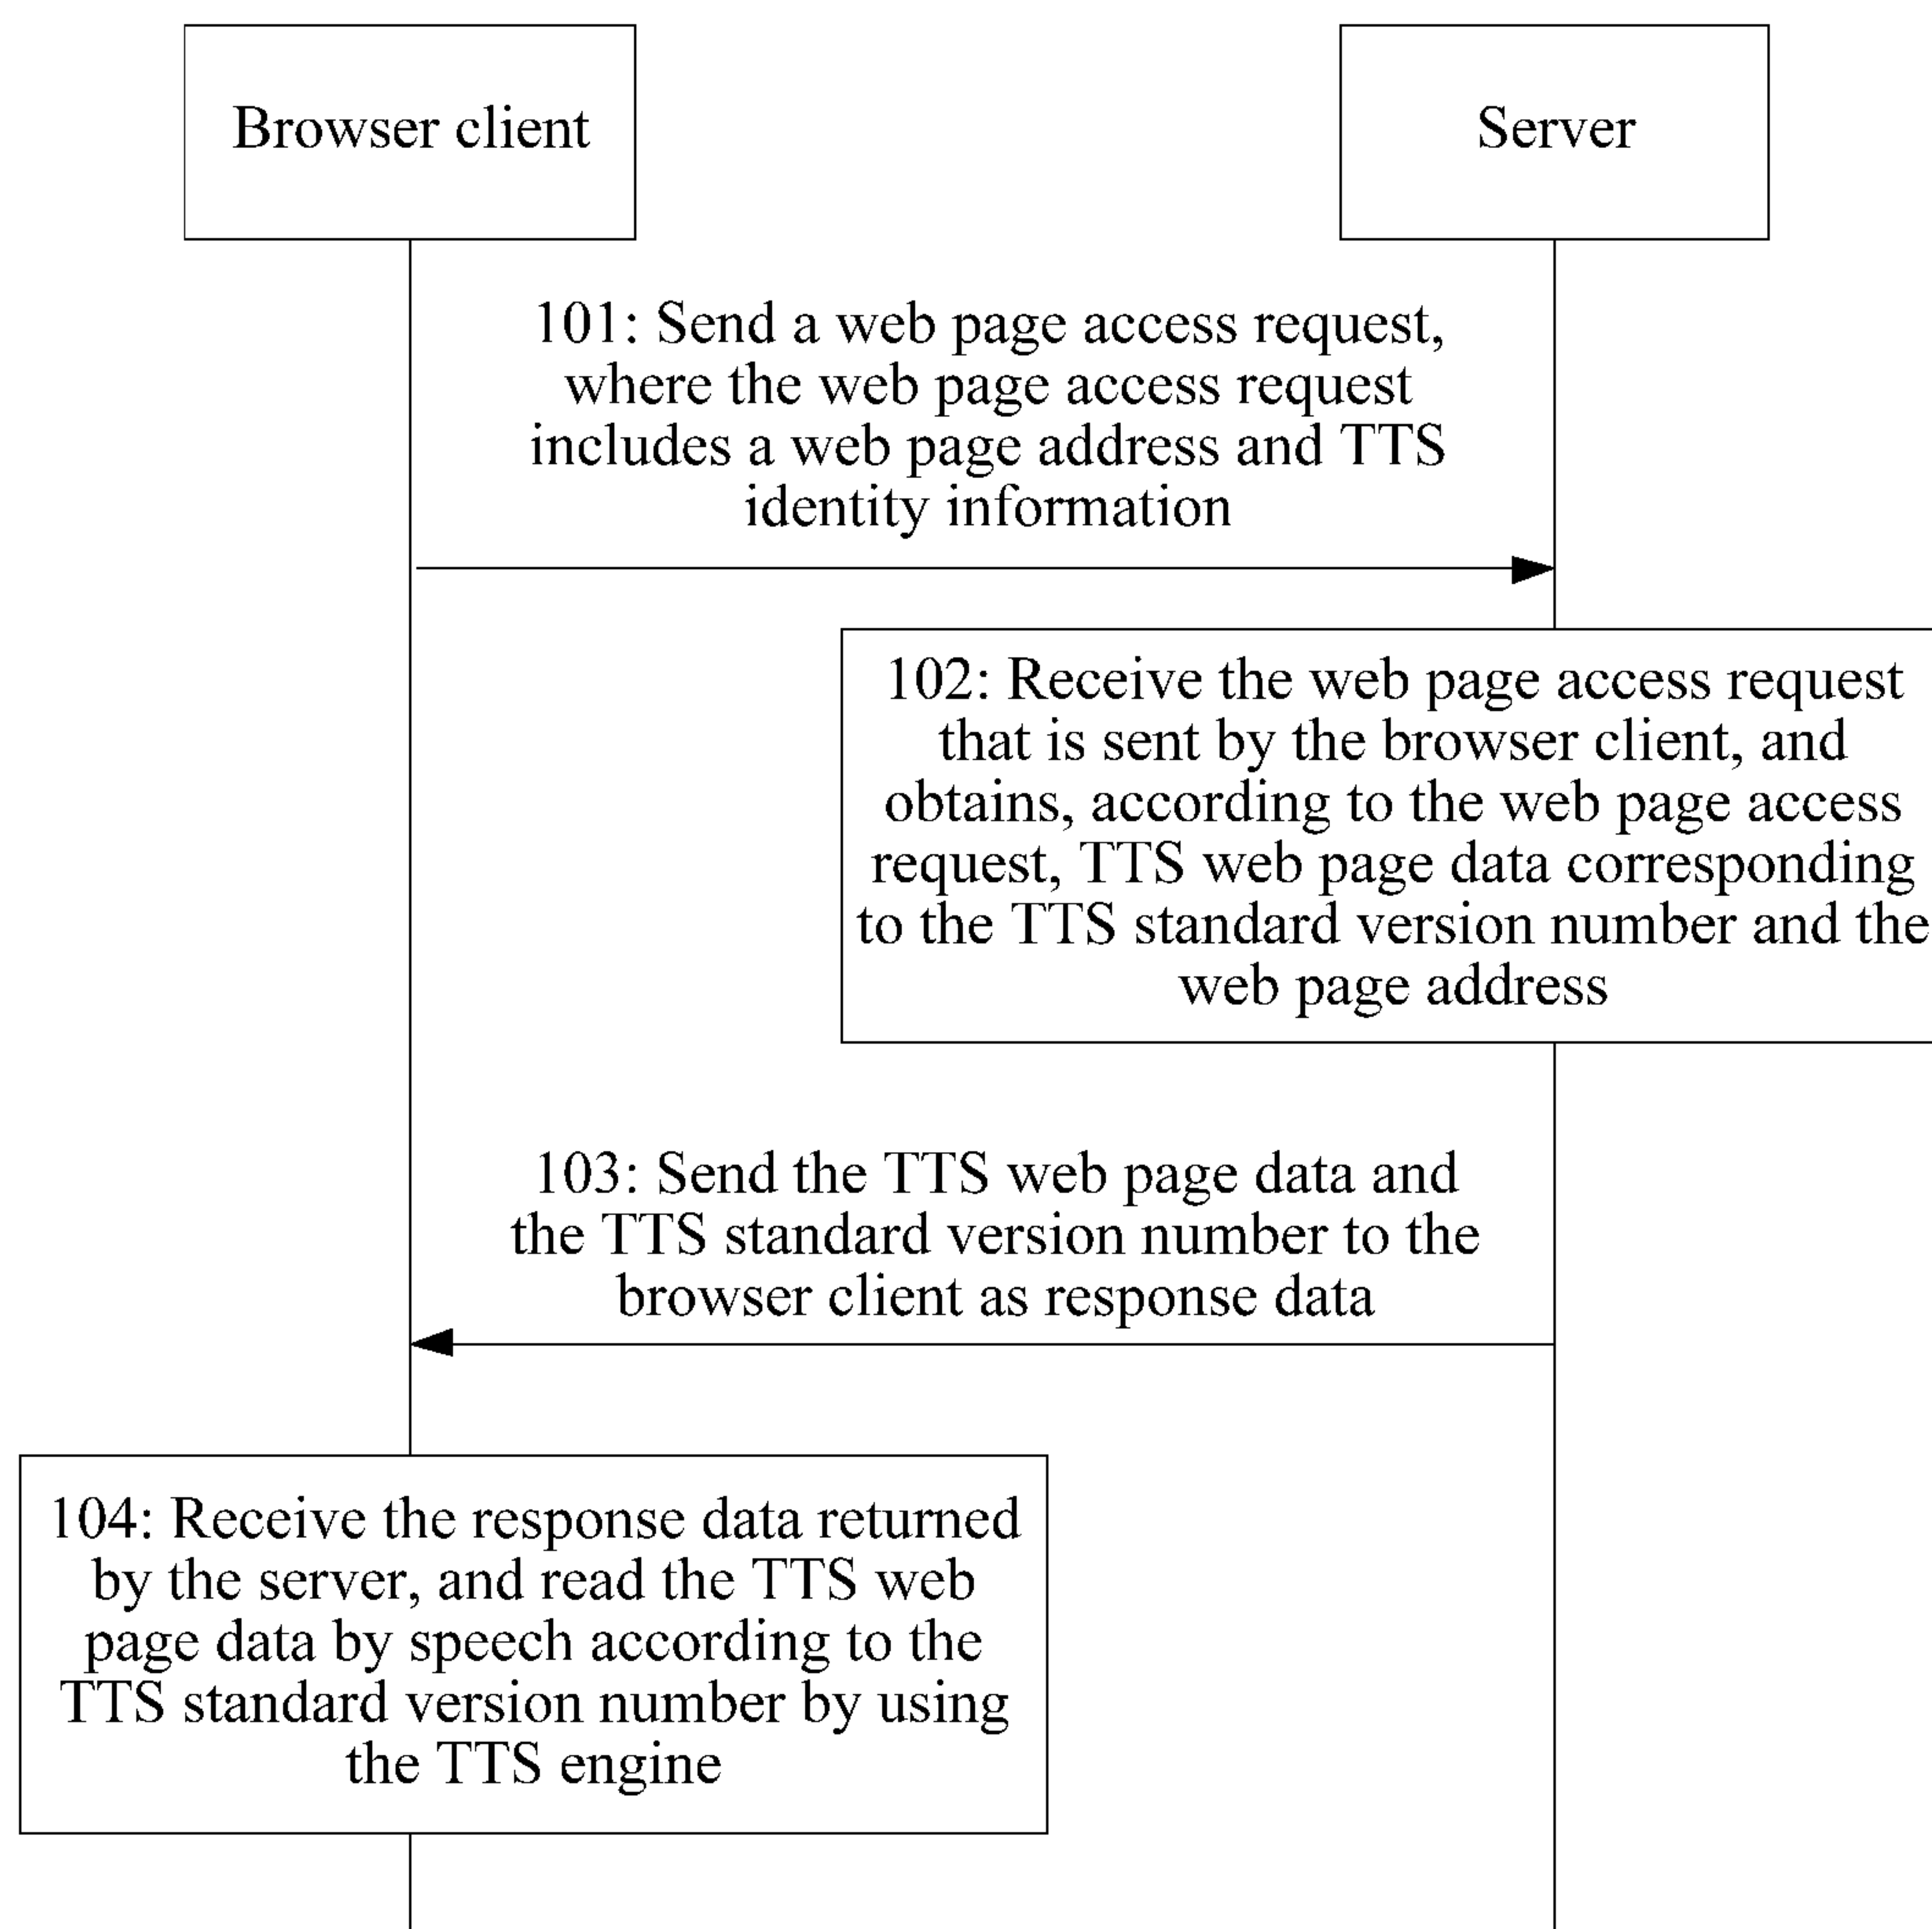 Browser client
Server
101: Send a web page access request,
where the web page access request
includes a web page address and TTS
identity information
102: Receive the web page access request
that is sent by the browser client, and
obtains, according to the web page access
request, TTS web page data corresponding
to the TTS standard version number and the
web page address
103: Send the TTS web page data and
the TTS standard version number to the
browser client as response data
104: Receive the response data returned
by the server, and read the TTS web
page data by speech according to the
TTS standard version number by using
the TTS engine